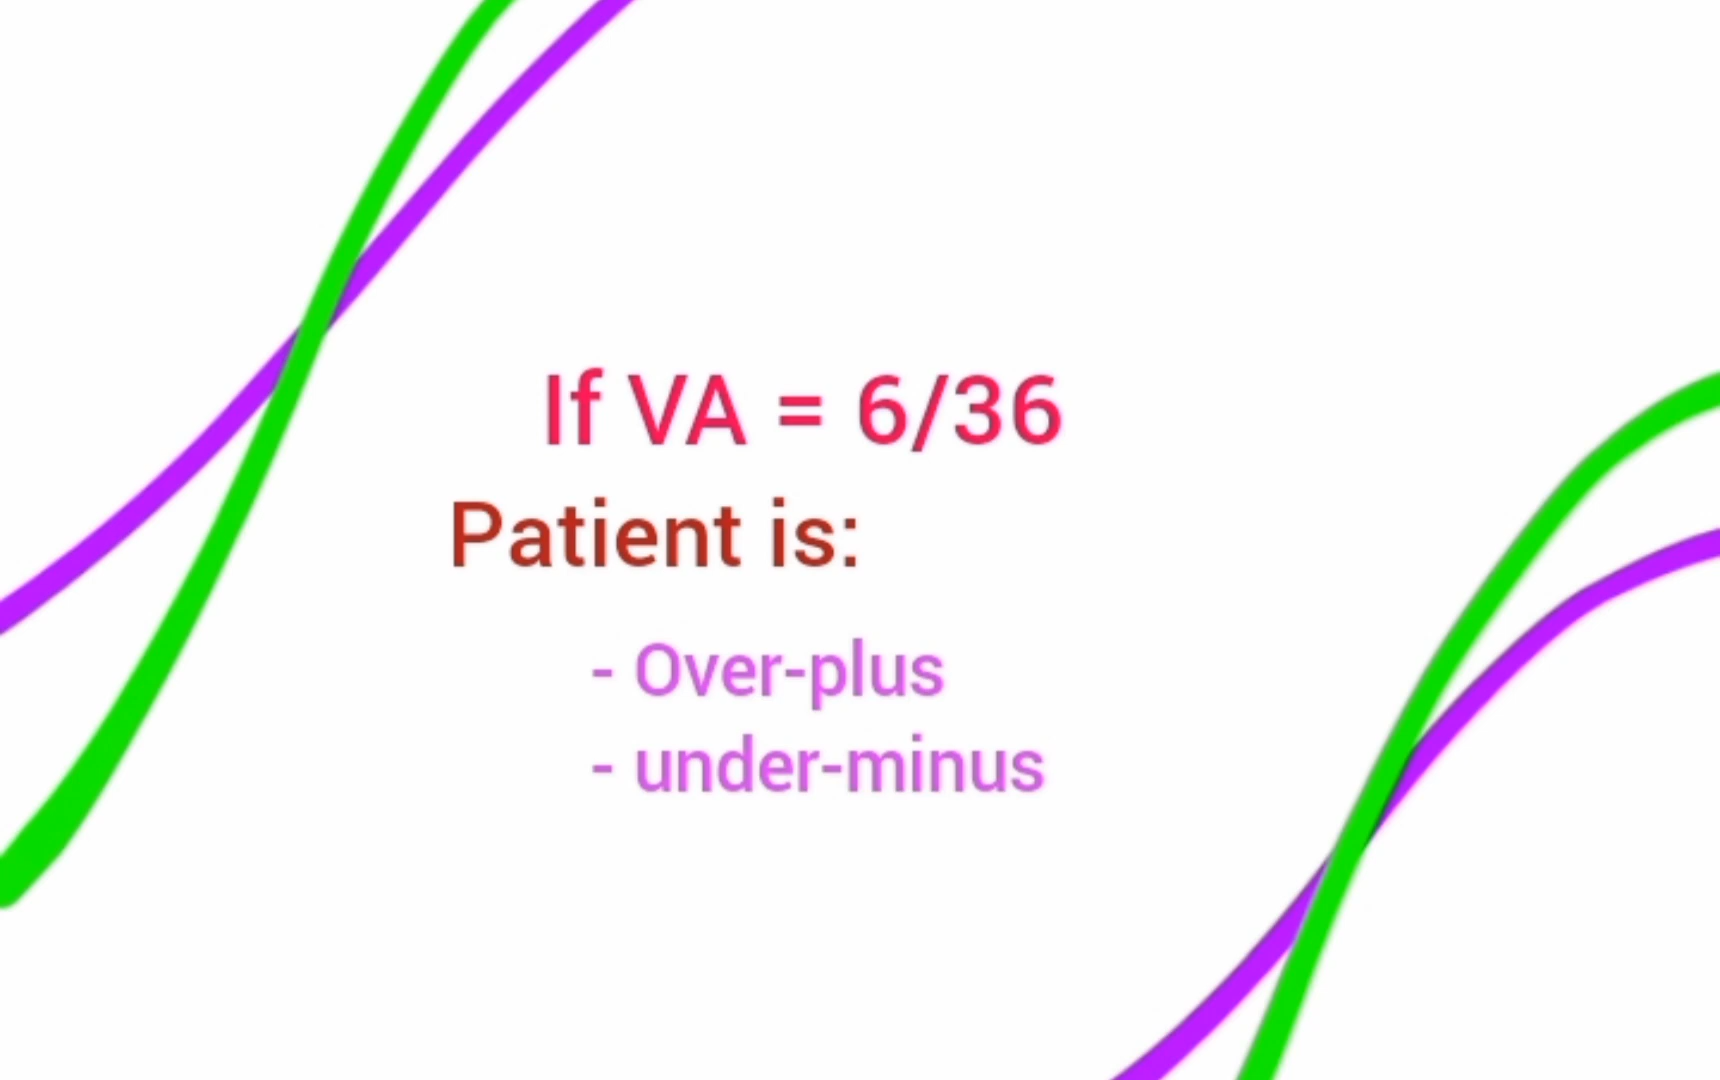 If VA = 6/36
Patient is:
- Over-plus
- under-minus